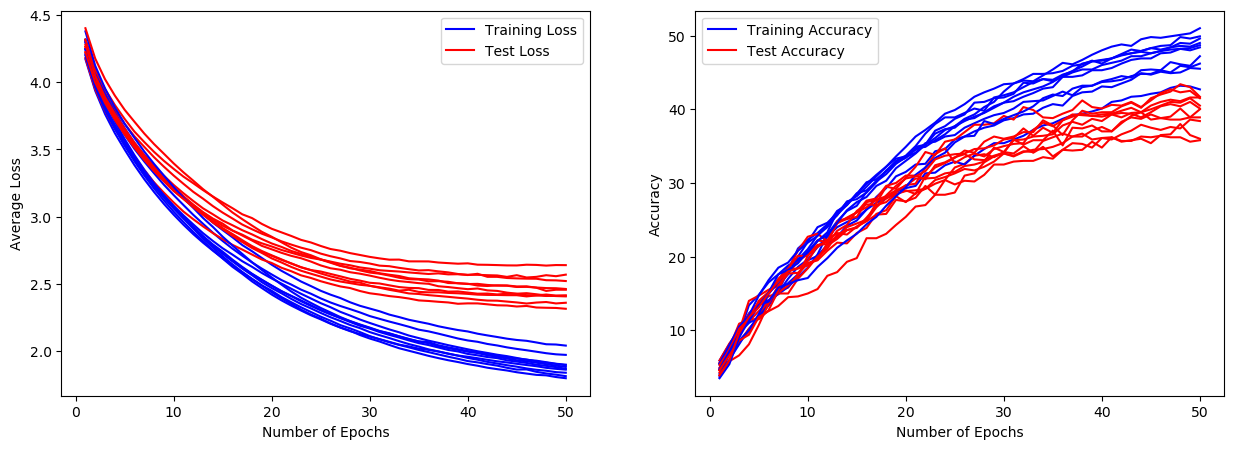 4.5
4.0
3.5
3.0
2.5
2.0
Average Loss
0
10
20
30
40
50
Number of Epochs
Training Loss
Test Loss
50
40
30
20
10
Accuracy
0
10
20
30
40
50
Number of Epochs
Training Accuracy
Test Accuracy